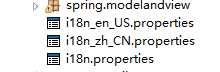 spring.modelandview
i18n_en_US.properties
i18n_zh_CN.properties
i18n.properties